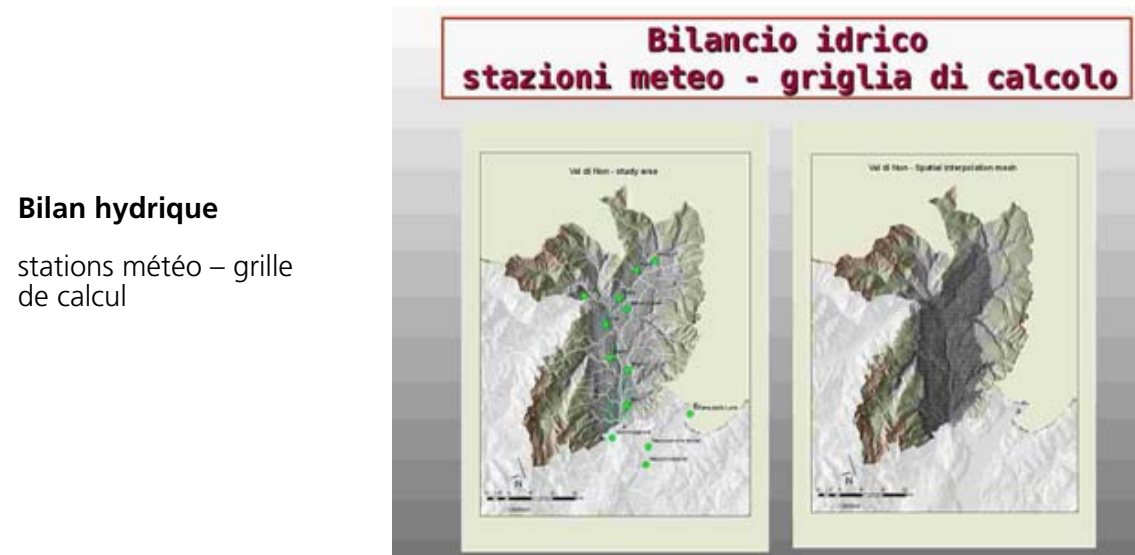 Bilan hydrique
stations météo – grille
de calcul
Bilancio idrico
stazioni meteo - griglia di calcolo
Val di Non - study area
Val di Non - Spatial interpolation mesh
N
N